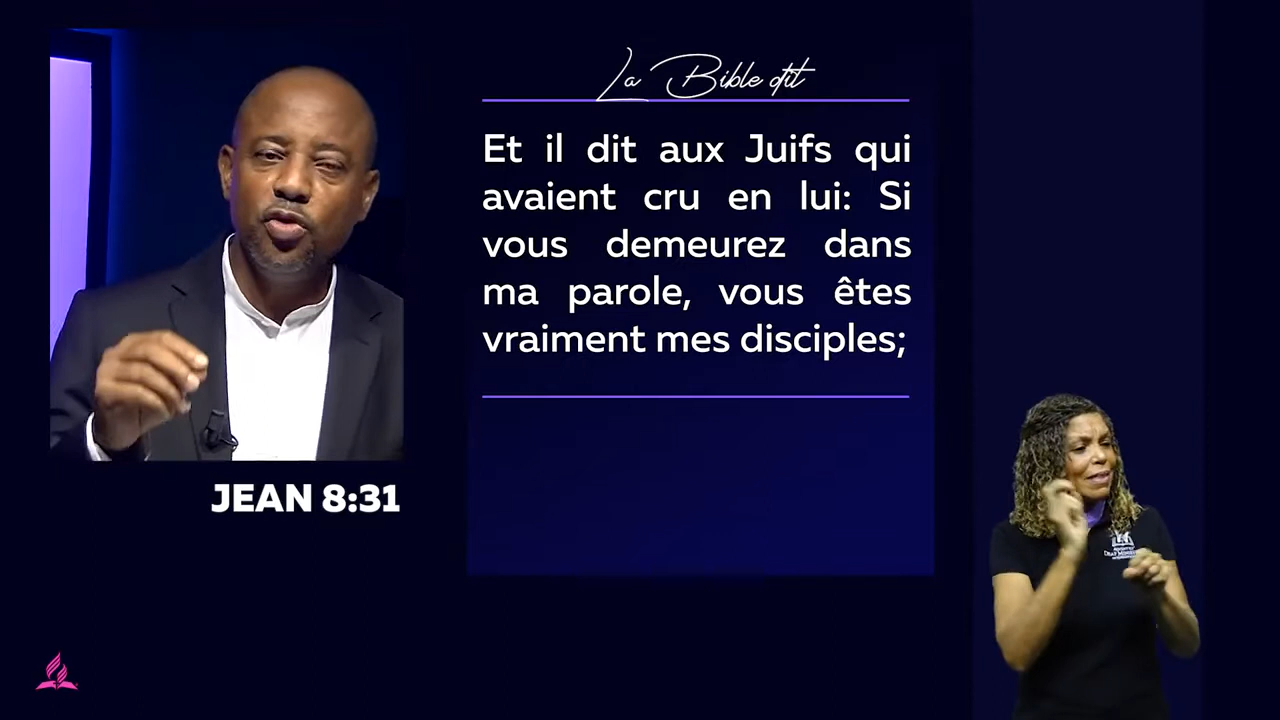 La Bible dit
Et il dit aux Juifs qui
avaient cru en lui: Si
vous demeurez dans
ma parole, vous êtes
vraiment mes disciples;
JEAN 8:31